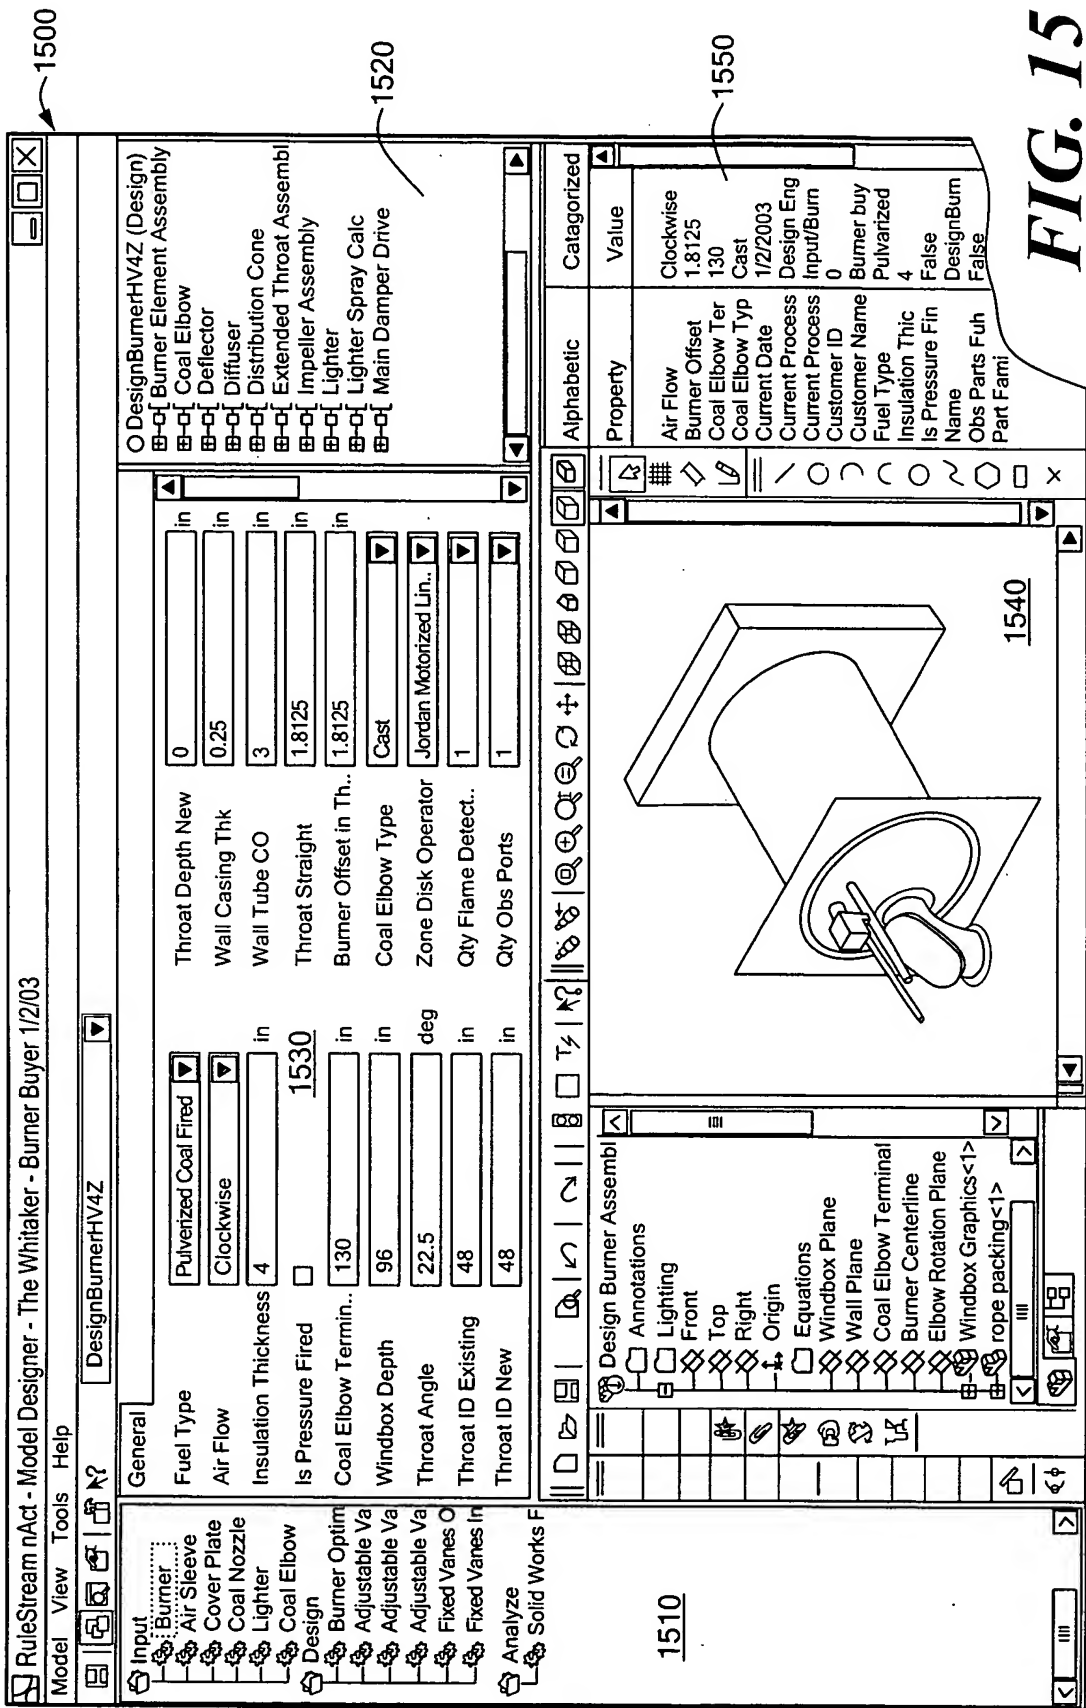 RuleStream nAct - Model Designer - The Whitaker - Burner Buyer 1/2/03
Model View Tools Help
DesignBurnerHV4Z
Input
Burner
Air Sleeve
Cover Plate
Coal Nozzle
Lighter
Coal Elbow
Design
Burner Optim
Adjustable Va
Adjustable Va
Adjustable Va
Fixed Vanes O
Fixed Vanes In
Analyze
Solid Works F
1510
General
Fuel Type Pulverized Coal Fired
Air Flow Clockwise
Insulation Thickness 4 in
Is Pressure Fired
1530
Coal Elbow Termin.. 130 in
Windbox Depth 96 in
Throat Angle 22.5 deg
Throat ID Existing 48 in
Throat ID New 48 in
Throat Depth New 0 in
Wall Casing Thk 0.25 in
Wall Tube CO 3 in
Throat Straight 1.8125 in
Burner Offset in Th.. 1.8125 in
Coal Elbow Type Cast
Zone Disk Operator Jordan Motorized Lin..
Qty Flame Detect.. 1
Qty Obs Ports 1
DesignBurnerHV4Z (Design)
Burner Element Assembly
Coal Elbow
Deflector
Diffuser
Distribution Cone
Extended Throat Assembl
Impeller Assembly
Lighter
Lighter Spray Calc
Main Damper Drive
1500
1520
Design Burner Assembl
Annotations
Lighting
Front
Top
Right
Origin
Equations
Windbox Plane
Wall Plane
Coal Elbow Terminal
Burner Centerline
Elbow Rotation Plane
Windbox Graphics<1>
rope packing<1>
1540
Alphabetic Catagorized
Property Value
Air Flow Clockwise
Burner Offset 1.8125
Coal Elbow Ter 130
Coal Elbow Typ Cast
Current Date 1/2/2003
Current Process Design Eng
Current Process Input/Burn
Customer ID 0
Customer Name Burner buy
Fuel Type Pulvarized
Insulation Thic 4
Is Pressure Fin False
Name DesignBurn
Obs Parts Fuh False
Part Fami
1550
FIG. 15